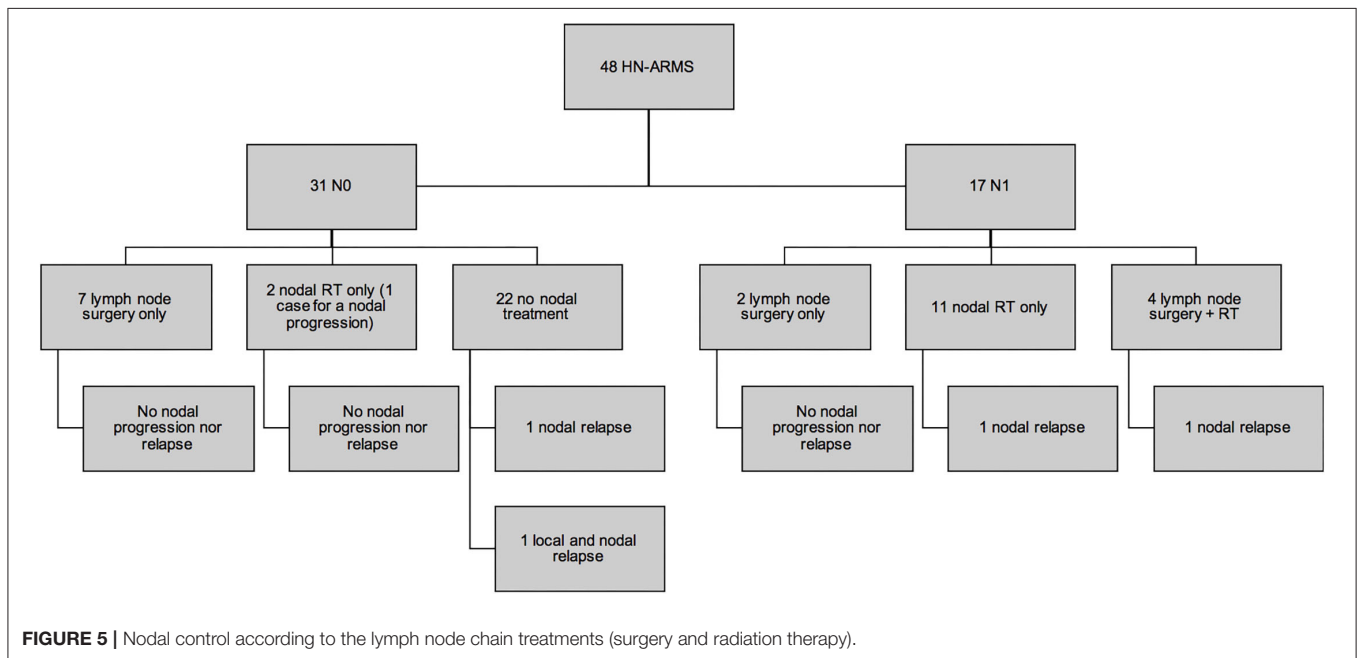 48 HN-ARMS
31 N0
17 N1
7 lymph node
surgery only
2 nodal RT only (1
case for a nodal
progression)
22 no nodal
treatment
2 lymph node
surgery only
11 nodal RT only
4 lymph node
surgery + RT
No nodal
progression nor
relapse
No nodal
progression nor
relapse
1 nodal relapse
No nodal
progression nor
relapse
1 nodal relapse
1 nodal relapse
1 local and nodal
relapse
FIGURE 5 | Nodal control according to the lymph node chain treatments (surgery and radiation therapy).